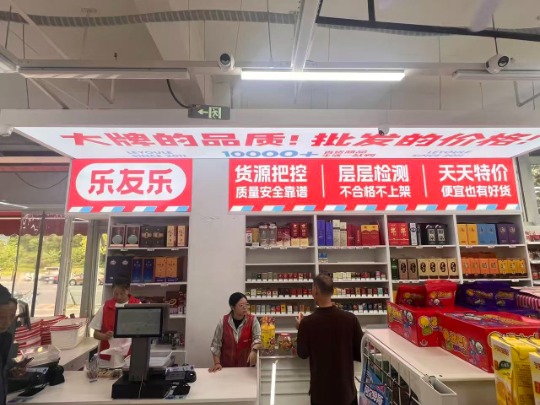 大牌的品质!批发的价格!
LEYOULE
10000+
LEYOULE
乐友乐
货源把控
质量安全靠谱
层层检测
不合格不上架
天天特价
便宜也有好货